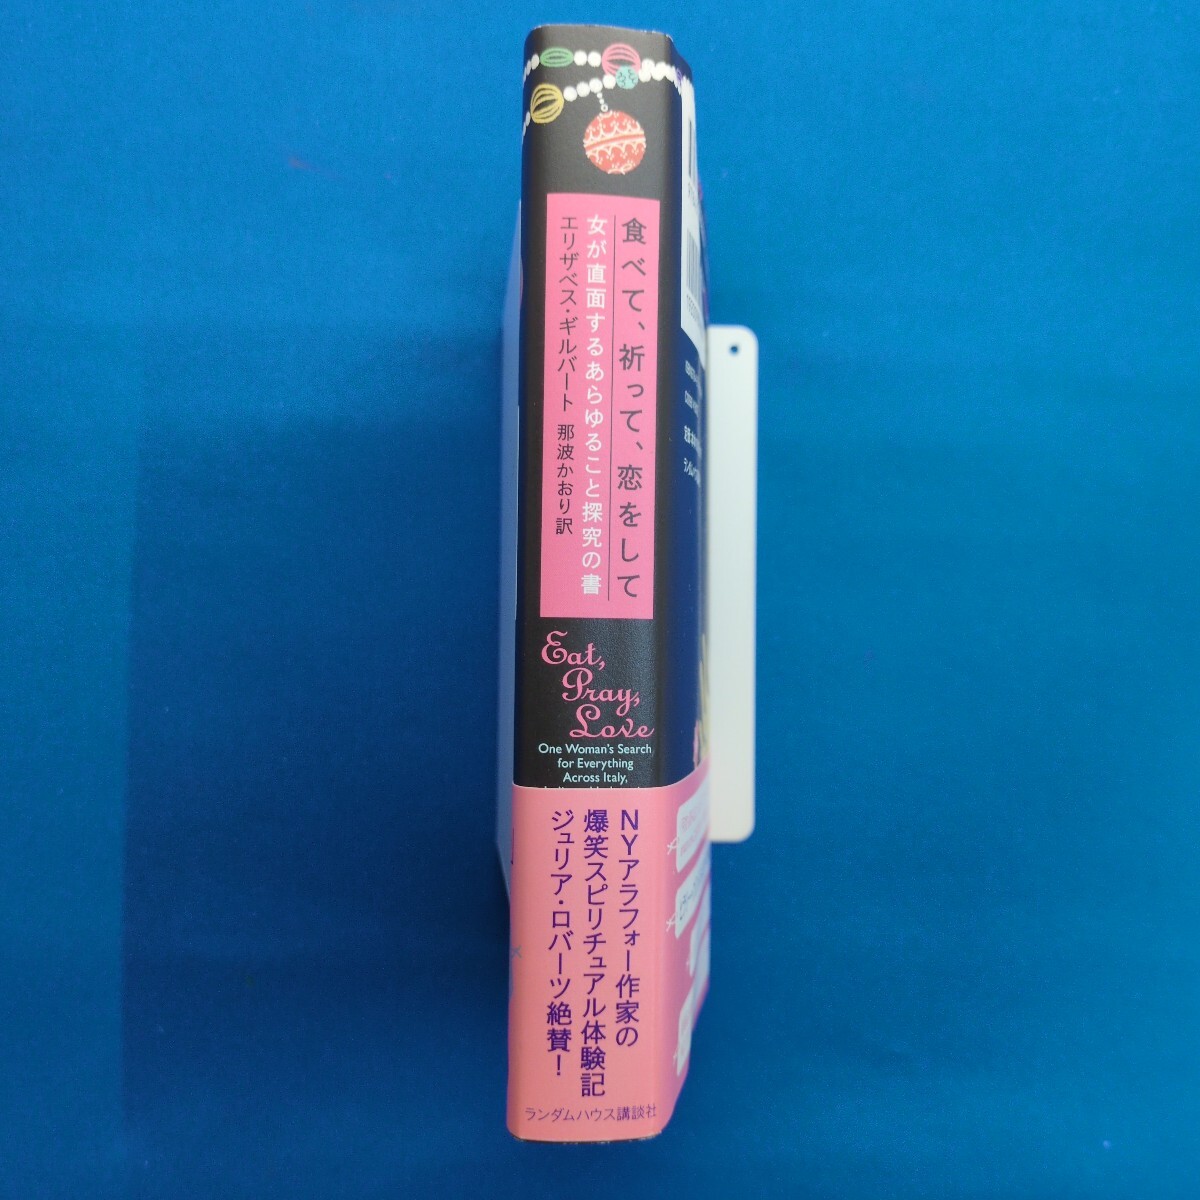 食べて、祈って、恋をして
女が直面するあらゆること探究の書
エリザベス・ギルバート 那波かおり訳
Eat,
Pray,
Love
One Woman's Search
for Everything
Across Italy,
NYアラフォー作家の
爆笑スピリチュアル体験記
ジュリア・ロバーツ絶賛！
ランダムハウス講談社